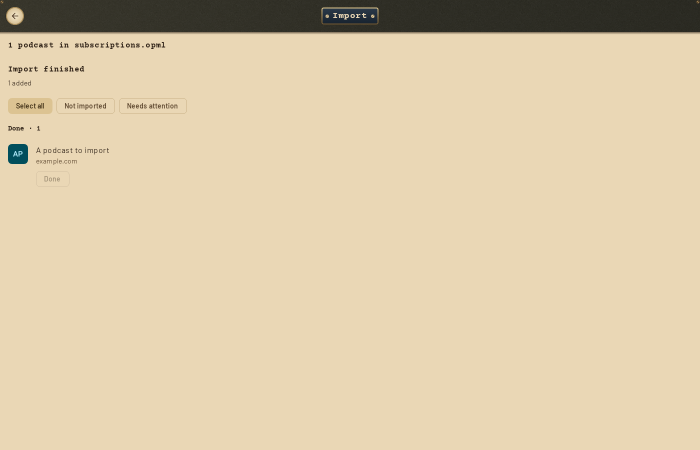 Import
1 podcast in subscriptions.opml
Import finished
1 added
Select all
Not imported
Needs attention
Done · 1
AP
A podcast to import
example.com
Done